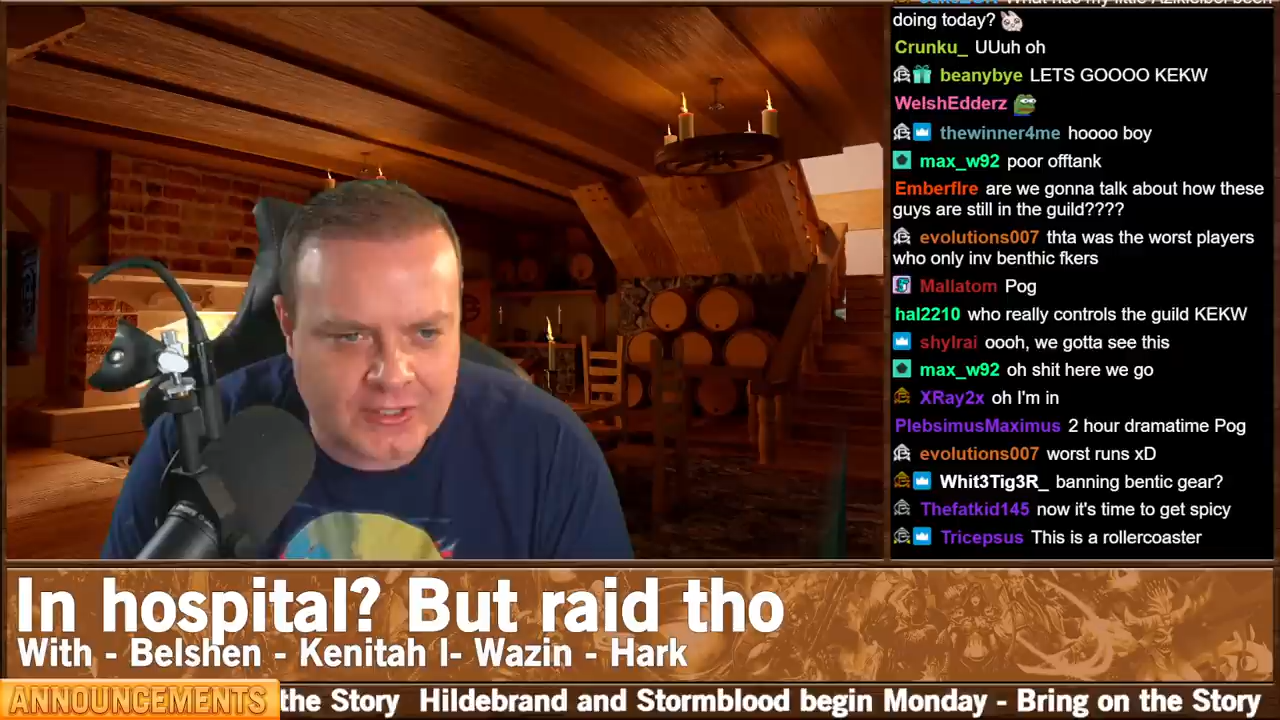 doing today?
Crunku_ UUuh oh
beanybye LETS GOOOO KEKW
WelshEdderz
thewinner4me hoooo boy
max_w92 poor offtank
Emberflre are we gonna talk about how these
guys are still in the guild????
evolutions007 thta was the worst players
who only inv benthic fkers
Mallatom Pog
hal2210 who really controls the guild KEKW
shylrai oooh, we gotta see this
max_w92 oh shit here we go
XRay2x oh I'm in
PlebsimusMaximus 2 hour dramatime Pog
evolutions007 worst runs xD
Whit3Tig3R_ banning bentic gear?
Thefatkid145 now it's time to get spicy
Tricepsus This is a rollercoaster
In hospital? But raid tho
With - Belshen - Kenitah I- Wazin - Hark
ANNOUNCEMENTS the Story Hildebrand and Stormblood begin Monday - Bring on the Story